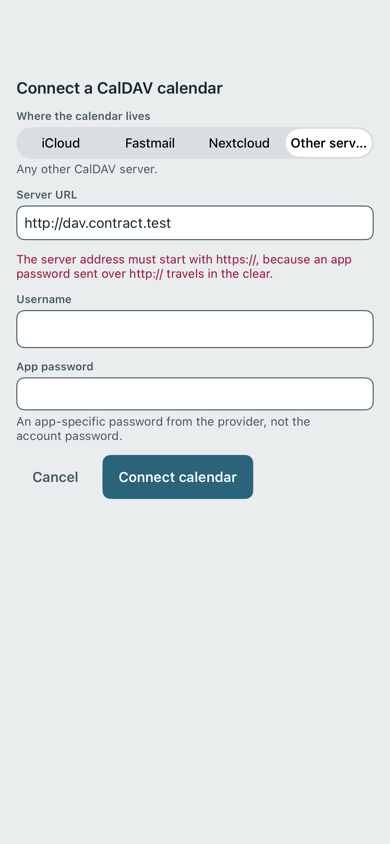 Connect a CalDAV calendar
Where the calendar lives
iCloud
Fastmail
Nextcloud
Other serv...
Any other CalDAV server.
Server URL
http://dav.contract.test
The server address must start with https://, because an app
password sent over http:// travels in the clear.
Username
App password
An app-specific password from the provider, not the
account password.
Cancel
Connect calendar